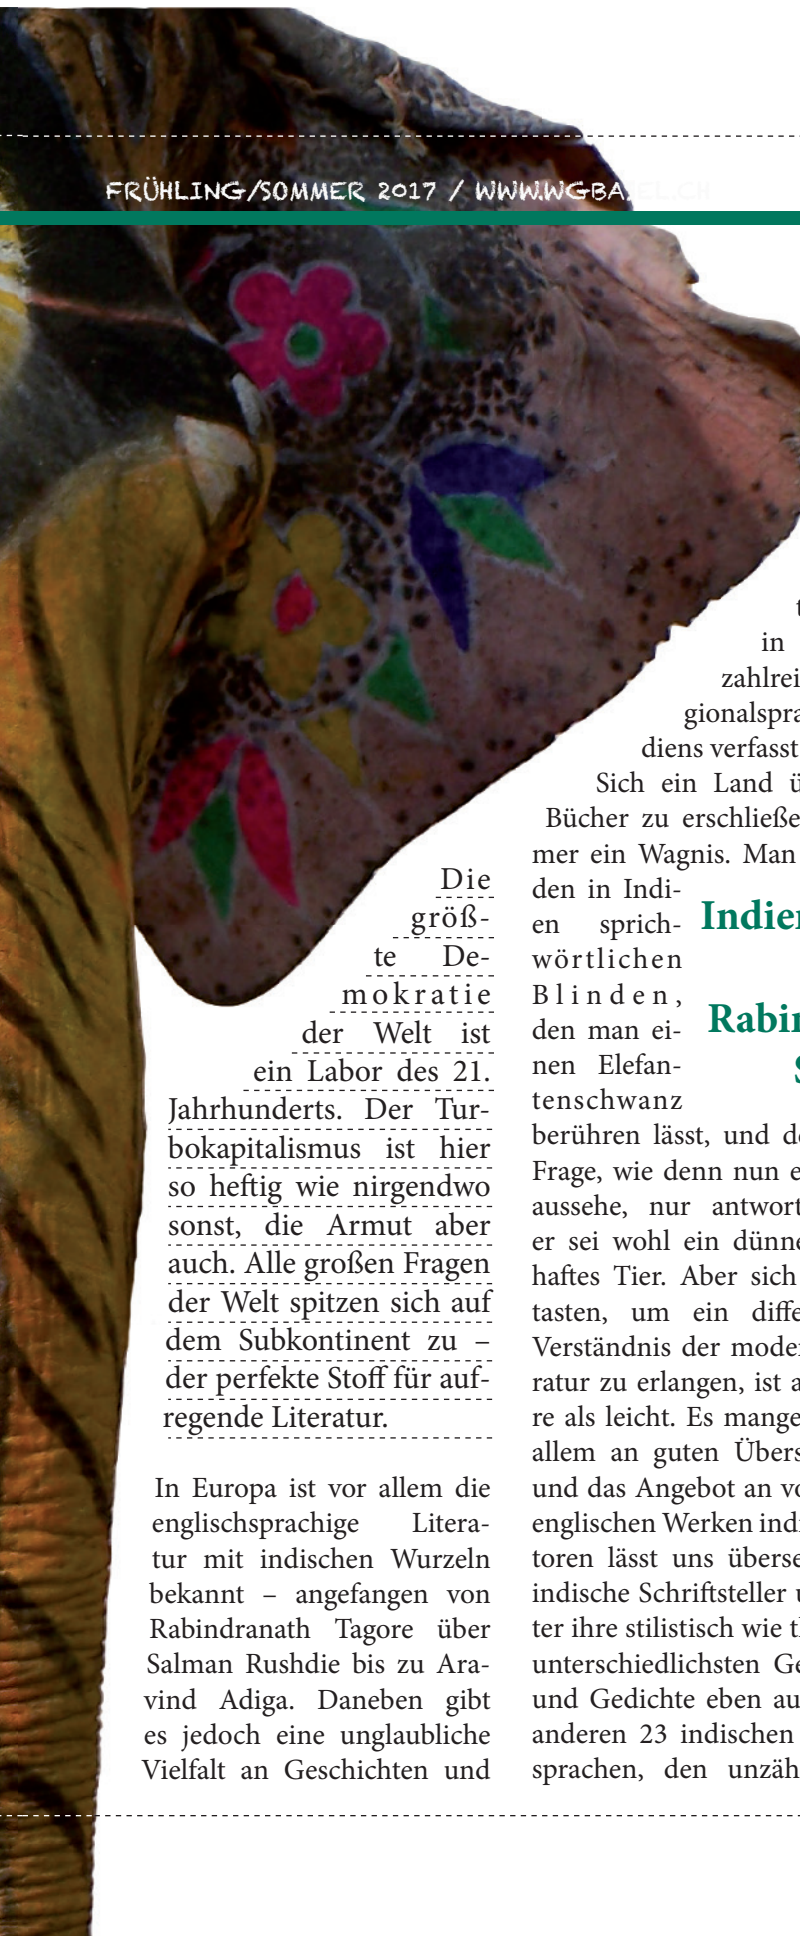 FRÜHLING/SOMMER 2017 / WWW.WGBASEL.CH
Die
größ-
te De-
mokratie
der Welt ist
ein Labor des 21.
Jahrhunderts. Der Tur-
bokapitalismus ist hier
so heftig wie nirgendwo
sonst, die Armut aber
auch. Alle großen Fragen
der Welt spitzen sich auf
dem Subkontinent zu –
der perfekte Stoff für auf-
regende Literatur.
In Europa ist vor allem die
englischsprachige Litera-
tur mit indischen Wurzeln
bekannt – angefangen von
Rabindranath Tagore über
Salman Rushdie bis zu Ara-
vind Adiga. Daneben gibt
es jedoch eine unglaubliche
Vielfalt an Geschichten und
in
zahlrei
gionalspra
diens verfasst
Sich ein Land ü
Bücher zu erschließe
mer ein Wagnis. Man
den in Indi-
en sprich-
wörtlichen
Blinden,
den man ei-
nen Elefan-
tenschwanz
berühren lässt, und de
Frage, wie denn nun e
aussehe, nur antwort
er sei wohl ein dünne
haftes Tier. Aber sich
tasten, um ein diffe
Verständnis der moder
ratur zu erlangen, ist a
re als leicht. Es mange
allem an guten Übers
und das Angebot an vo
englischen Werken indi
toren lässt uns überse
indische Schriftsteller u
ter ihre stilistisch wie th
unterschiedlichsten Ge
und Gedichte eben au
anderen 23 indischen
sprachen, den unzäh
Indien
Rabin
S